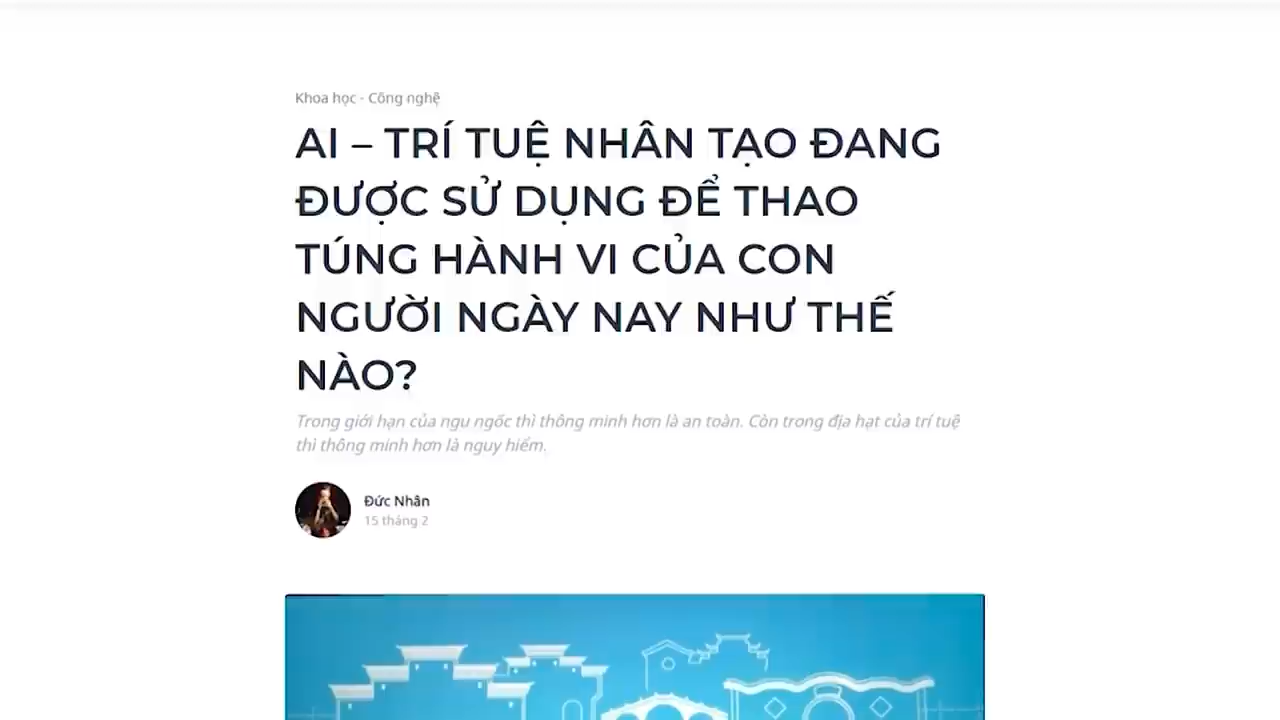 Khoa học - Công nghệ
AI – TRÍ TUỆ NHÂN TẠO ĐANG
ĐƯỢC SỬ DỤNG ĐỂ THAO
TÚNG HÀNH VI CỦA CON
NGƯỜI NGÀY NAY NHƯ THẾ
NÀO?
Trong giới hạn của ngu ngốc thì thông minh hơn là an toàn. Còn trong địa hạt của trí tuệ
thì thông minh hơn là nguy hiểm.
Đức Nhân
15 tháng 2